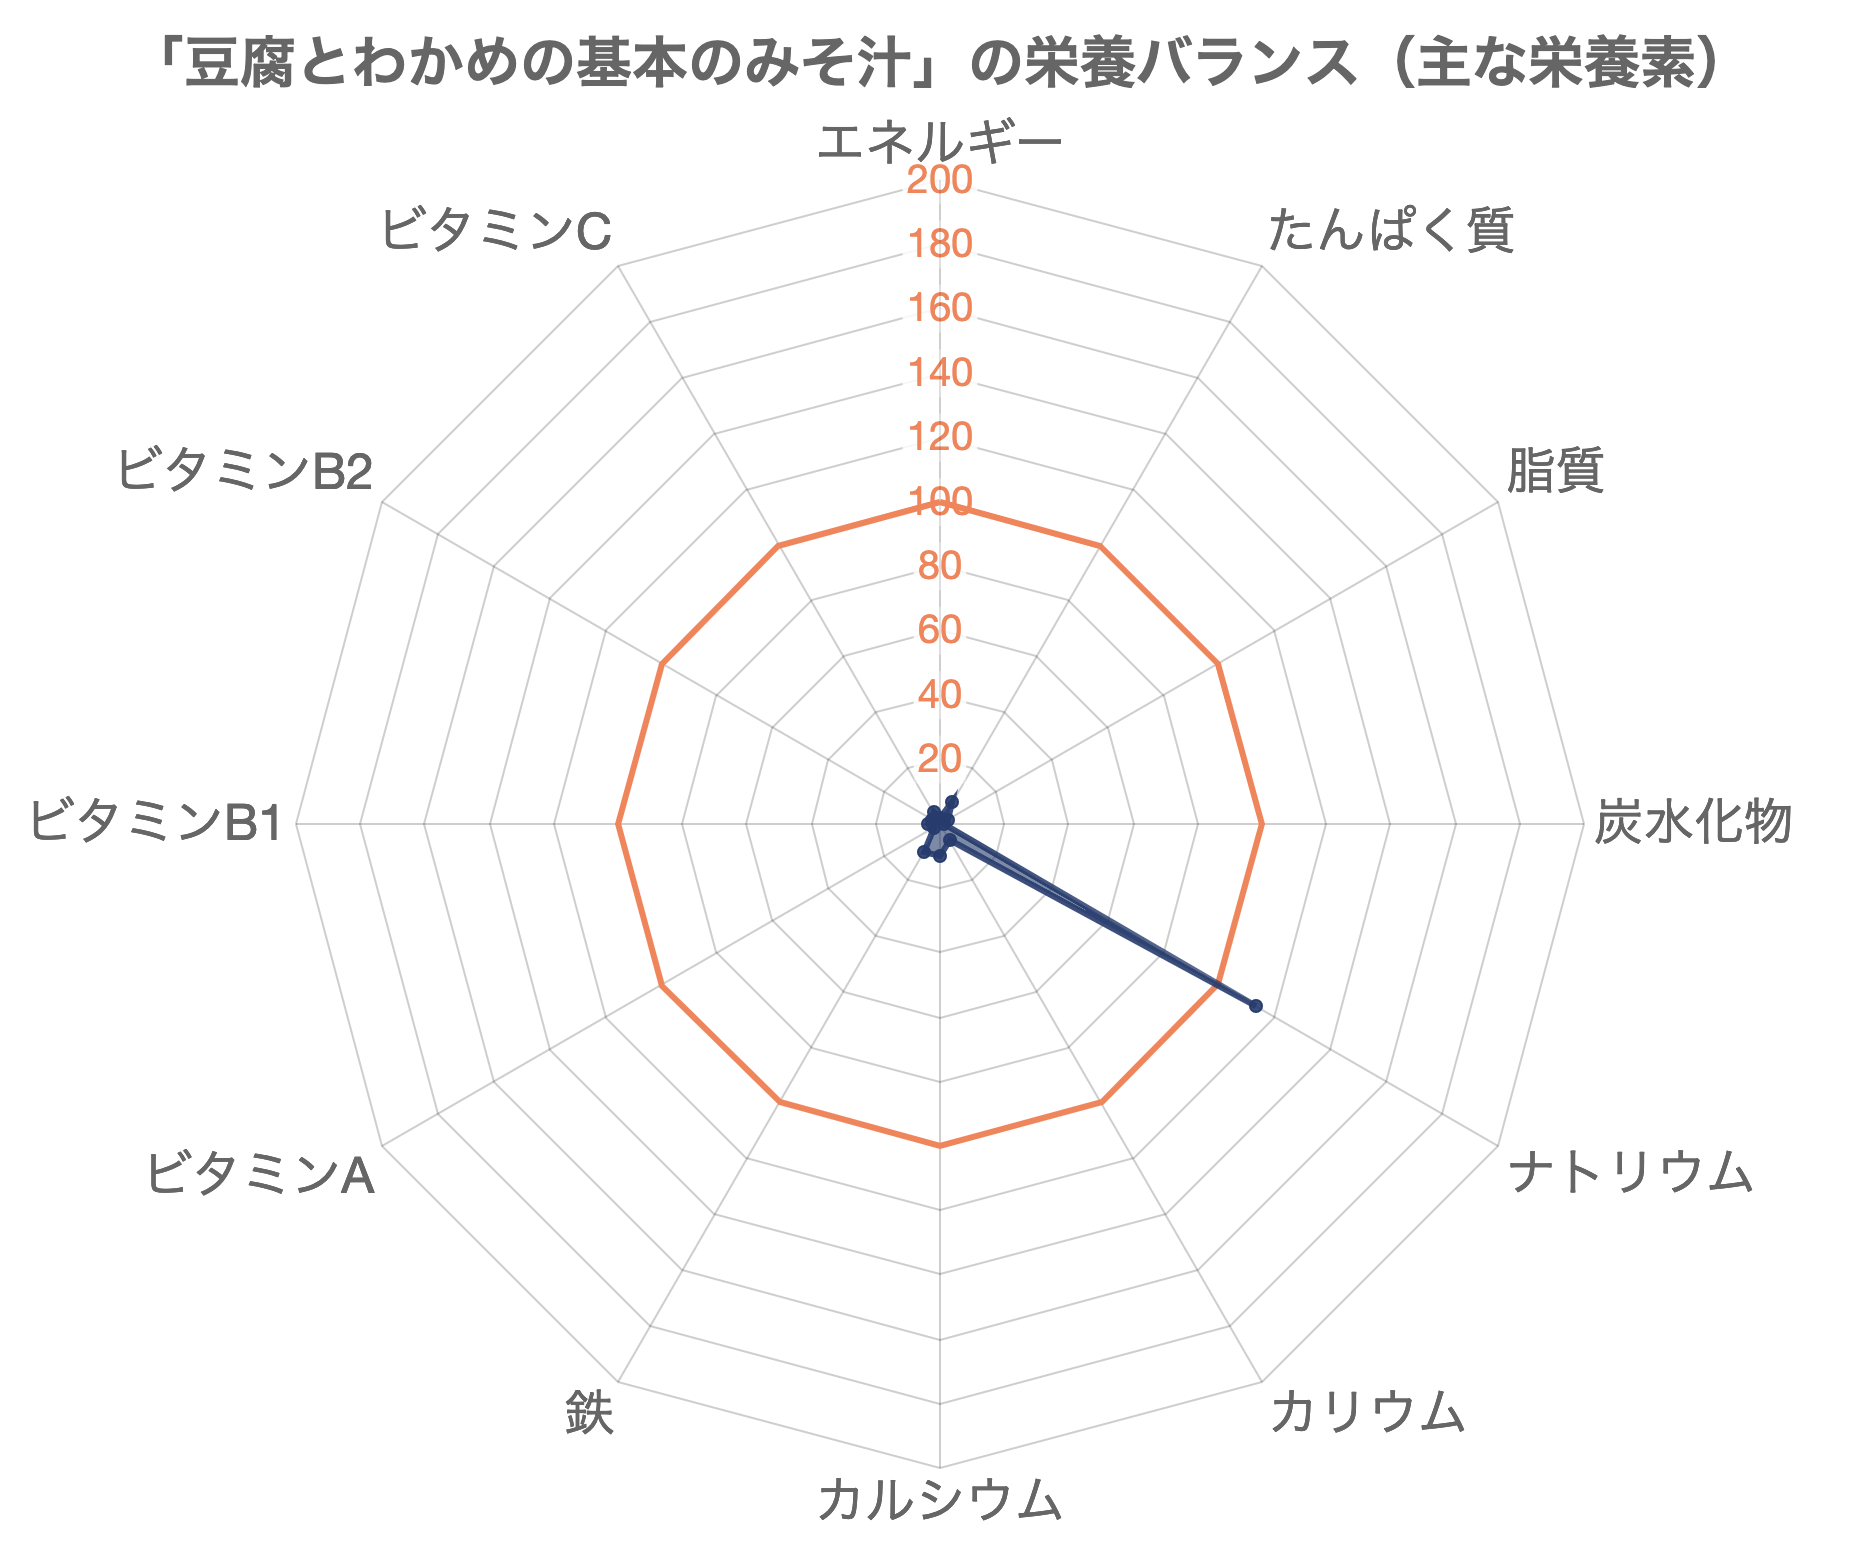 「豆腐とわかめの基本のみそ汁」の栄養バランス（主な栄養素）
エネルギー
たんぱく質
脂質
炭水化物
ナトリウム
カリウム
カルシウム
鉄
ビタミンA
ビタミンB1
ビタミンB2
ビタミンC
200
180
160
140
120
100
80
60
40
20